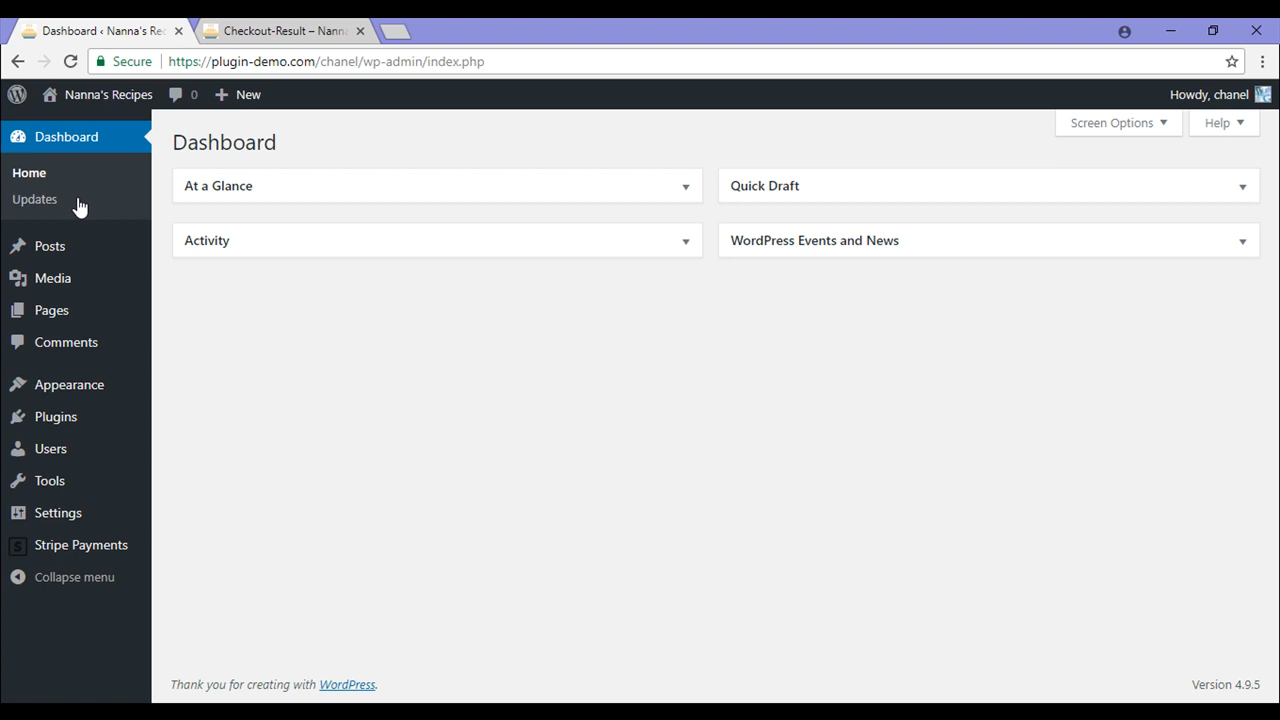 Dashboard ‹ Nanna's Rec
Checkout-Result – Nanna
Secure https://plugin-demo.com/chanel/wp-admin/index.php
Nanna's Recipes 0 New Howdy, chanel
Screen Options Help
Dashboard
Home
Updates
Posts
Media
Pages
Comments
Appearance
Plugins
Users
Tools
Settings
S Stripe Payments
Collapse menu
Dashboard
At a Glance
Quick Draft
Activity
WordPress Events and News
Thank you for creating with WordPress.
Version 4.9.5